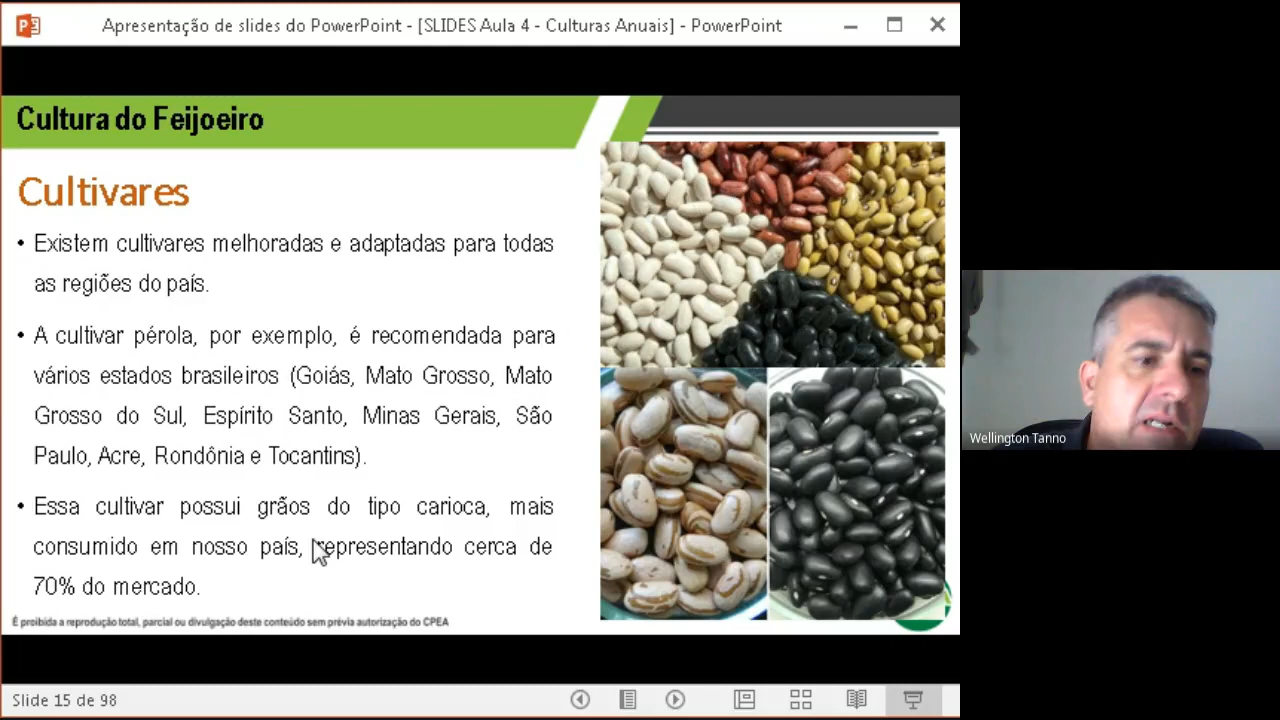 Apresentação de slides do PowerPoint - [SLIDES Aula 4 - Culturas Anuais] - PowerPoint
Cultura do Feijoeiro
Cultivares
• Existem cultivares melhoradas e adaptadas para todas
as regiões do país.
• A cultivar pérola, por exemplo, é recomendada para
vários estados brasileiros (Goiás, Mato Grosso, Mato
Grosso do Sul, Espírito Santo, Minas Gerais, São
Paulo, Acre, Rondônia e Tocantins).
• Essa cultivar possui grãos do tipo carioca, mais
consumido em nosso país, representando cerca de
70% do mercado.
É proibida a reprodução total, parcial ou divulgação deste conteúdo sem prévia autorização do CPEA
Slide 15 de 98
Wellington Tanno